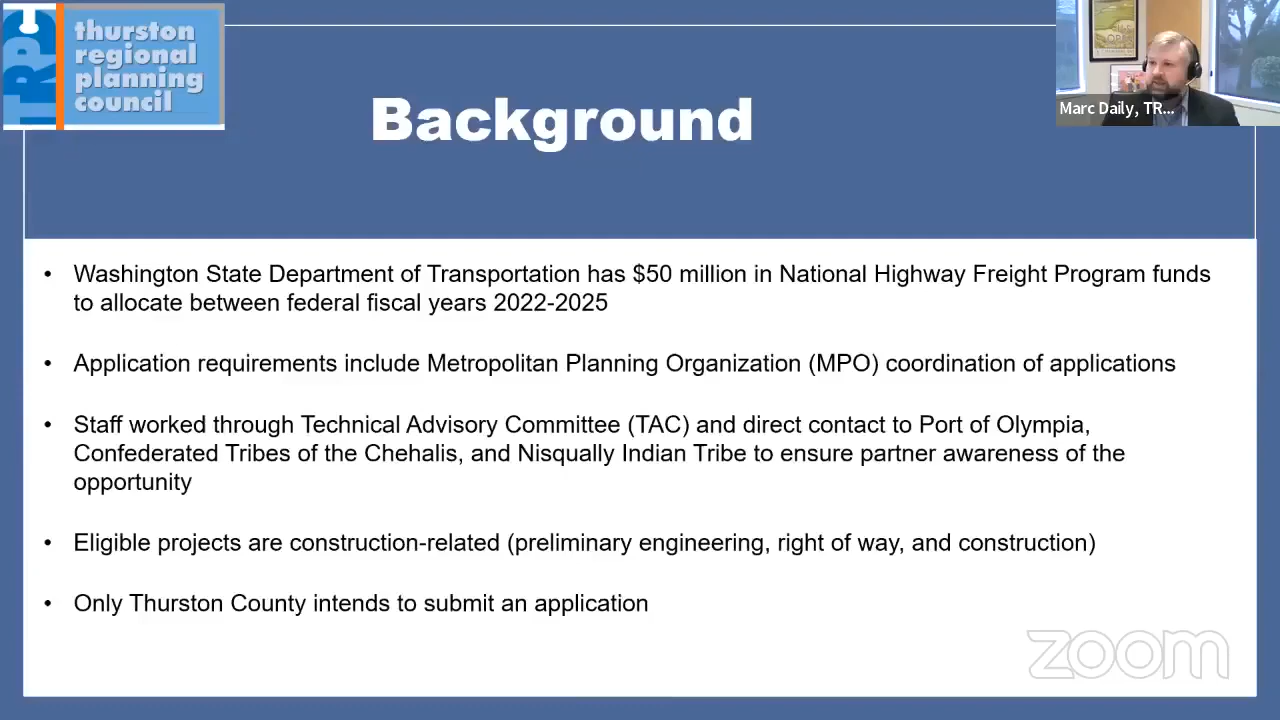 TRPC
thurston
regional
planning
council
Marc Daily, TR...
Background
• Washington State Department of Transportation has $50 million in National Highway Freight Program funds
to allocate between federal fiscal years 2022-2025
• Application requirements include Metropolitan Planning Organization (MPO) coordination of applications
• Staff worked through Technical Advisory Committee (TAC) and direct contact to Port of Olympia,
Confederated Tribes of the Chehalis, and Nisqually Indian Tribe to ensure partner awareness of the
opportunity
• Eligible projects are construction-related (preliminary engineering, right of way, and construction)
• Only Thurston County intends to submit an application
zoom